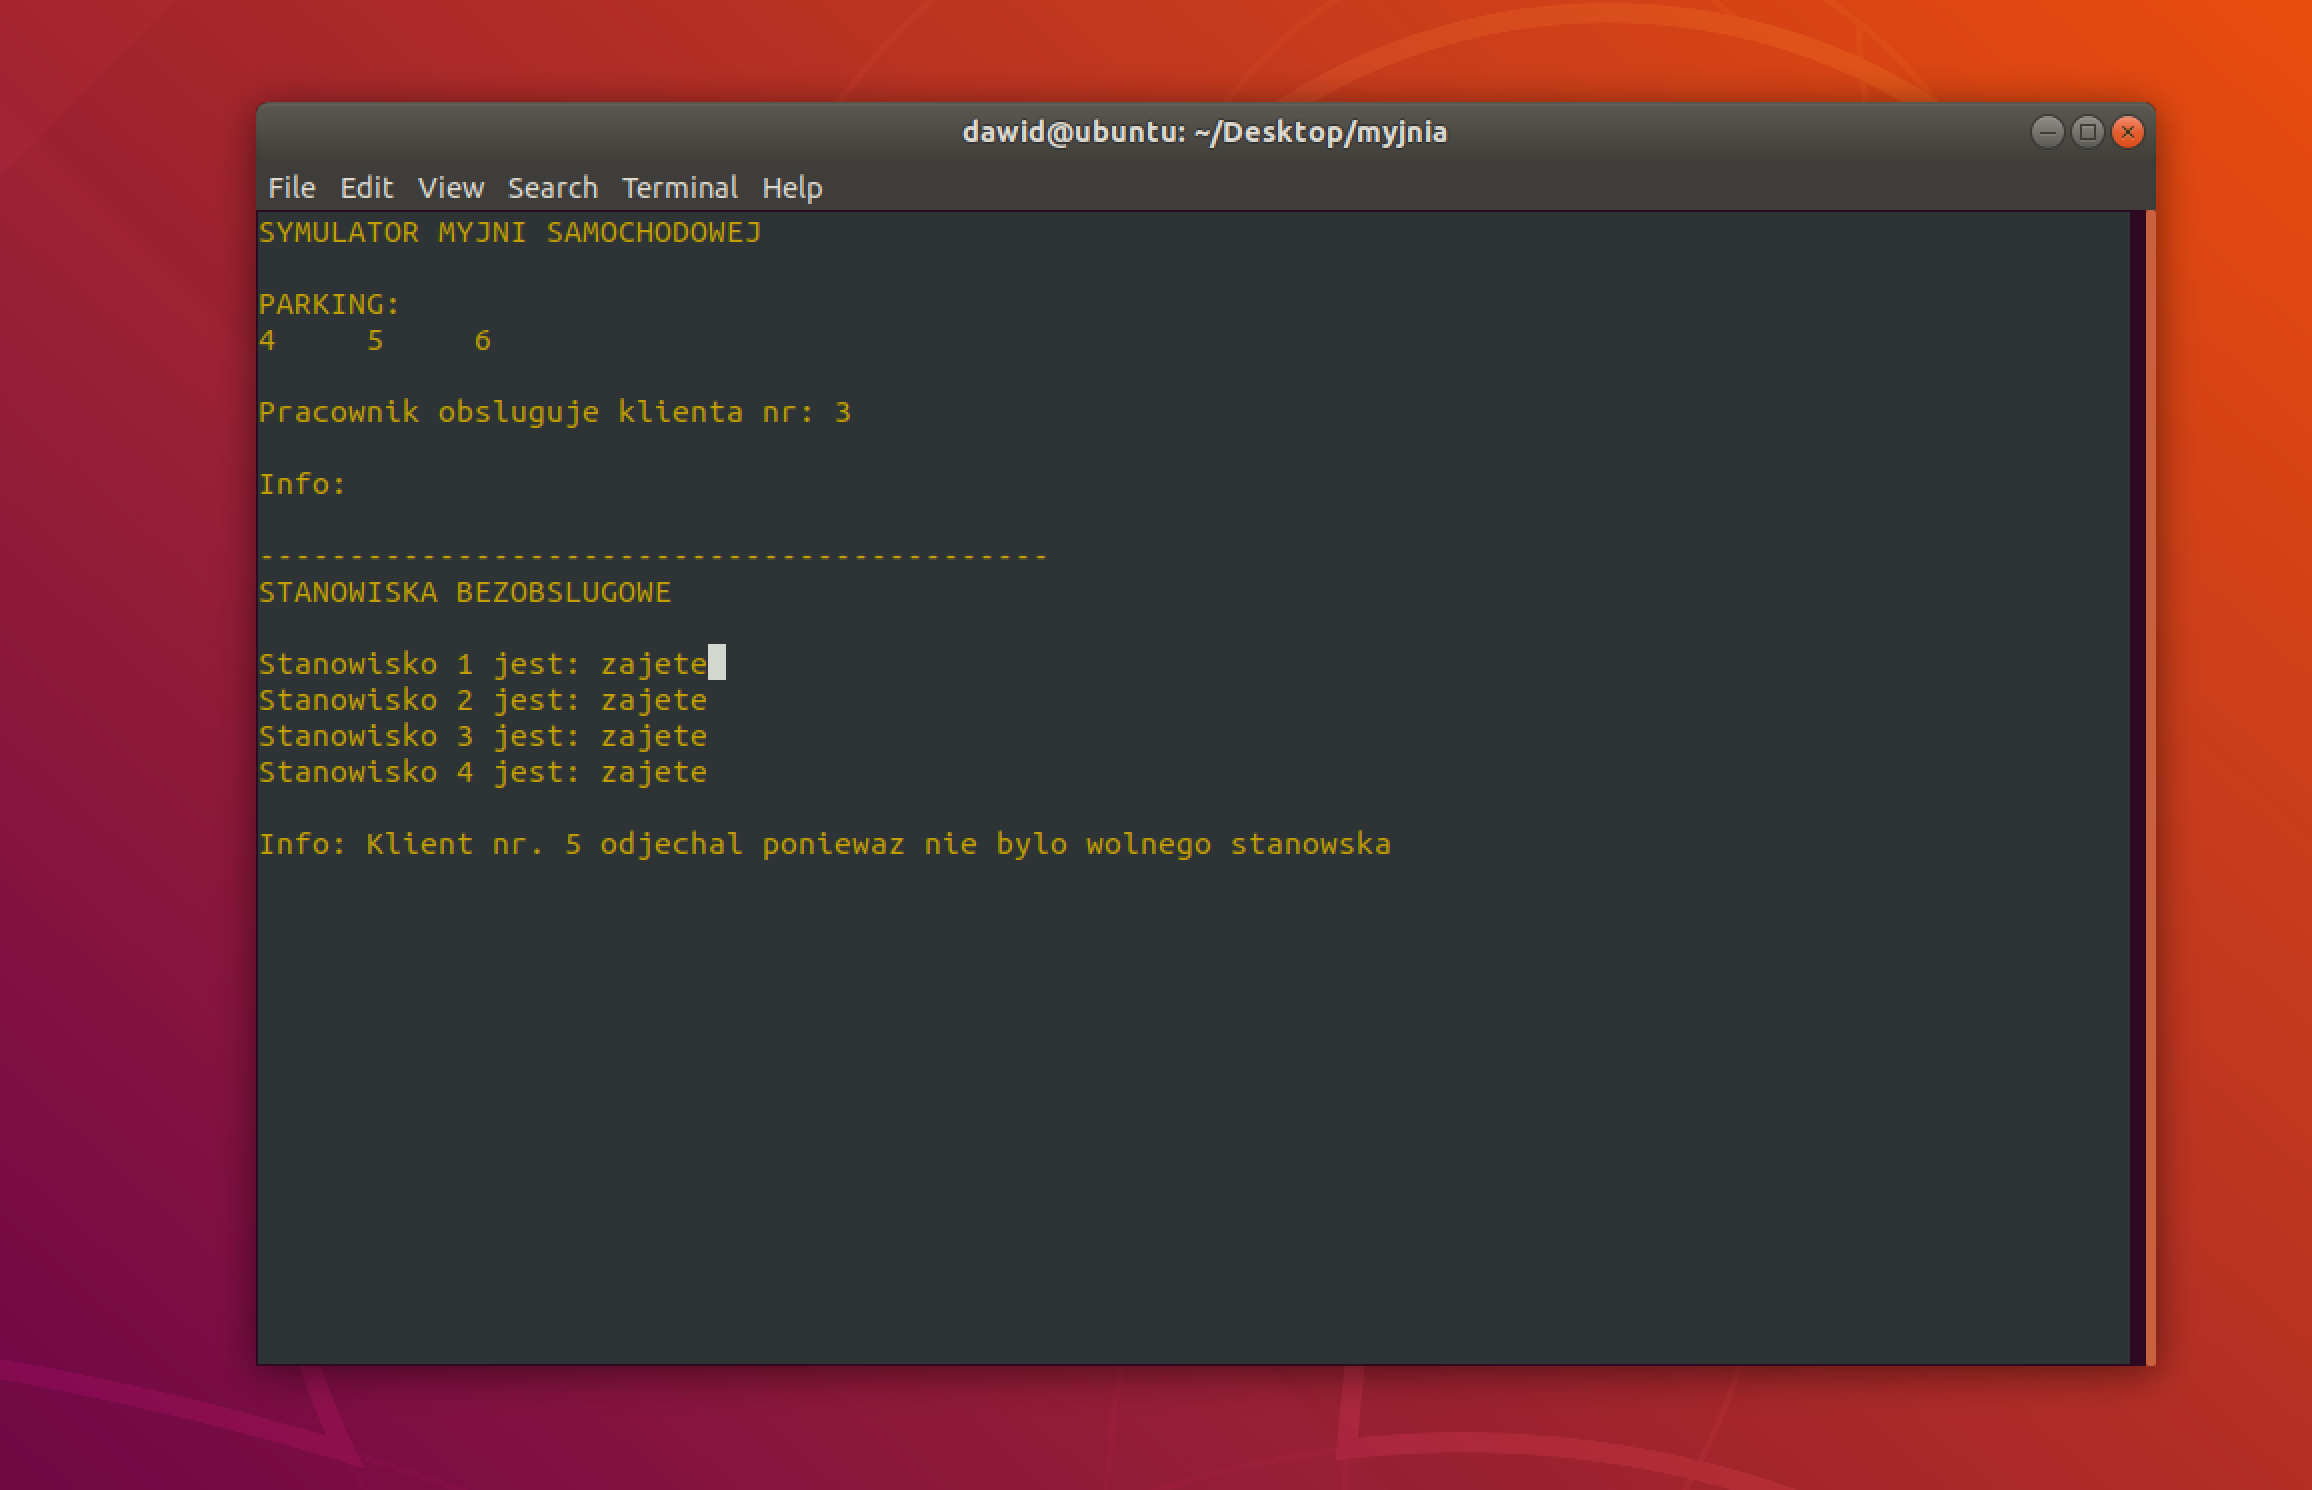 dawid@ubuntu: ~/Desktop/myjnia
File Edit View Search Terminal Help
SYMULATOR MYJNI SAMOCHODOWEJ
PARKING:
4 5 6
Pracownik obsluguje klienta nr: 3
Info:
--------------------------------------------
STANOWISKA BEZOBSLUGOWE
Stanowisko 1 jest: zajete
Stanowisko 2 jest: zajete
Stanowisko 3 jest: zajete
Stanowisko 4 jest: zajete
Info: Klient nr. 5 odjechal poniewaz nie bylo wolnego stanowska